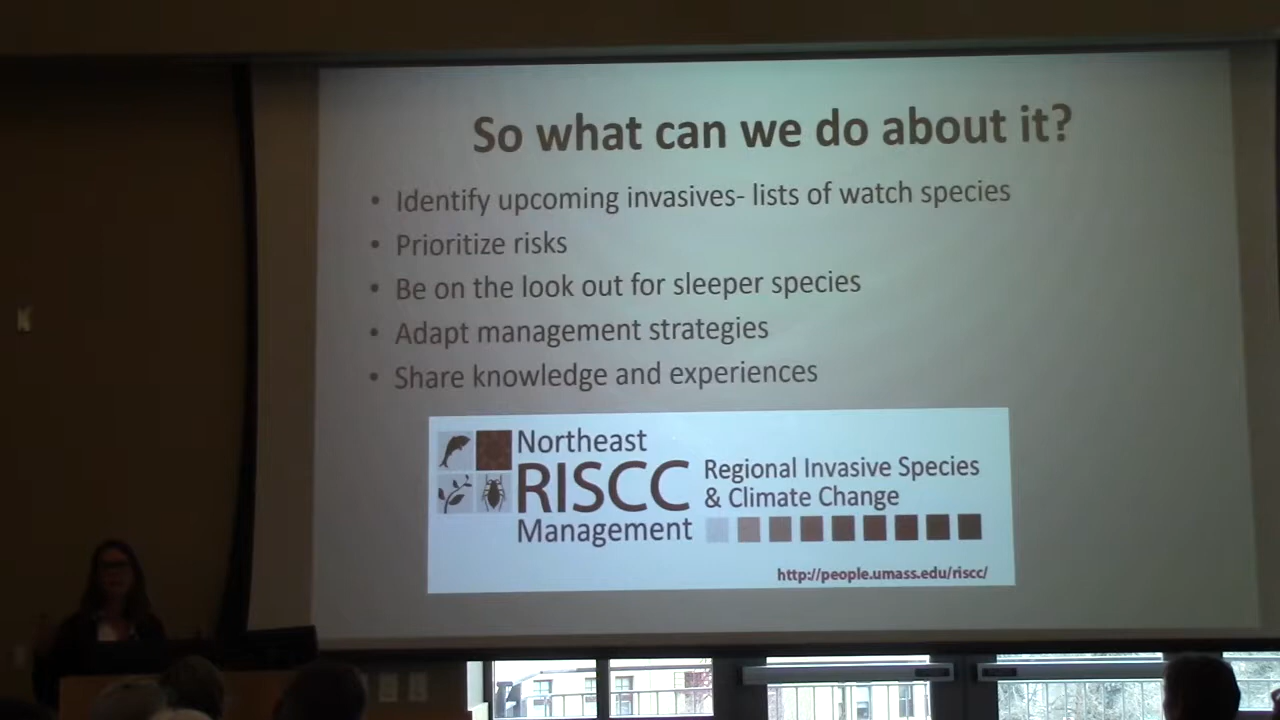 So what can we do about it?
• Identify upcoming invasives- lists of watch species
• Prioritize risks
• Be on the look out for sleeper species
• Adapt management strategies
• Share knowledge and experiences
Northeast
RISCC
Management
Regional Invasive Species
& Climate Change
http://people.umass.edu/riscc/